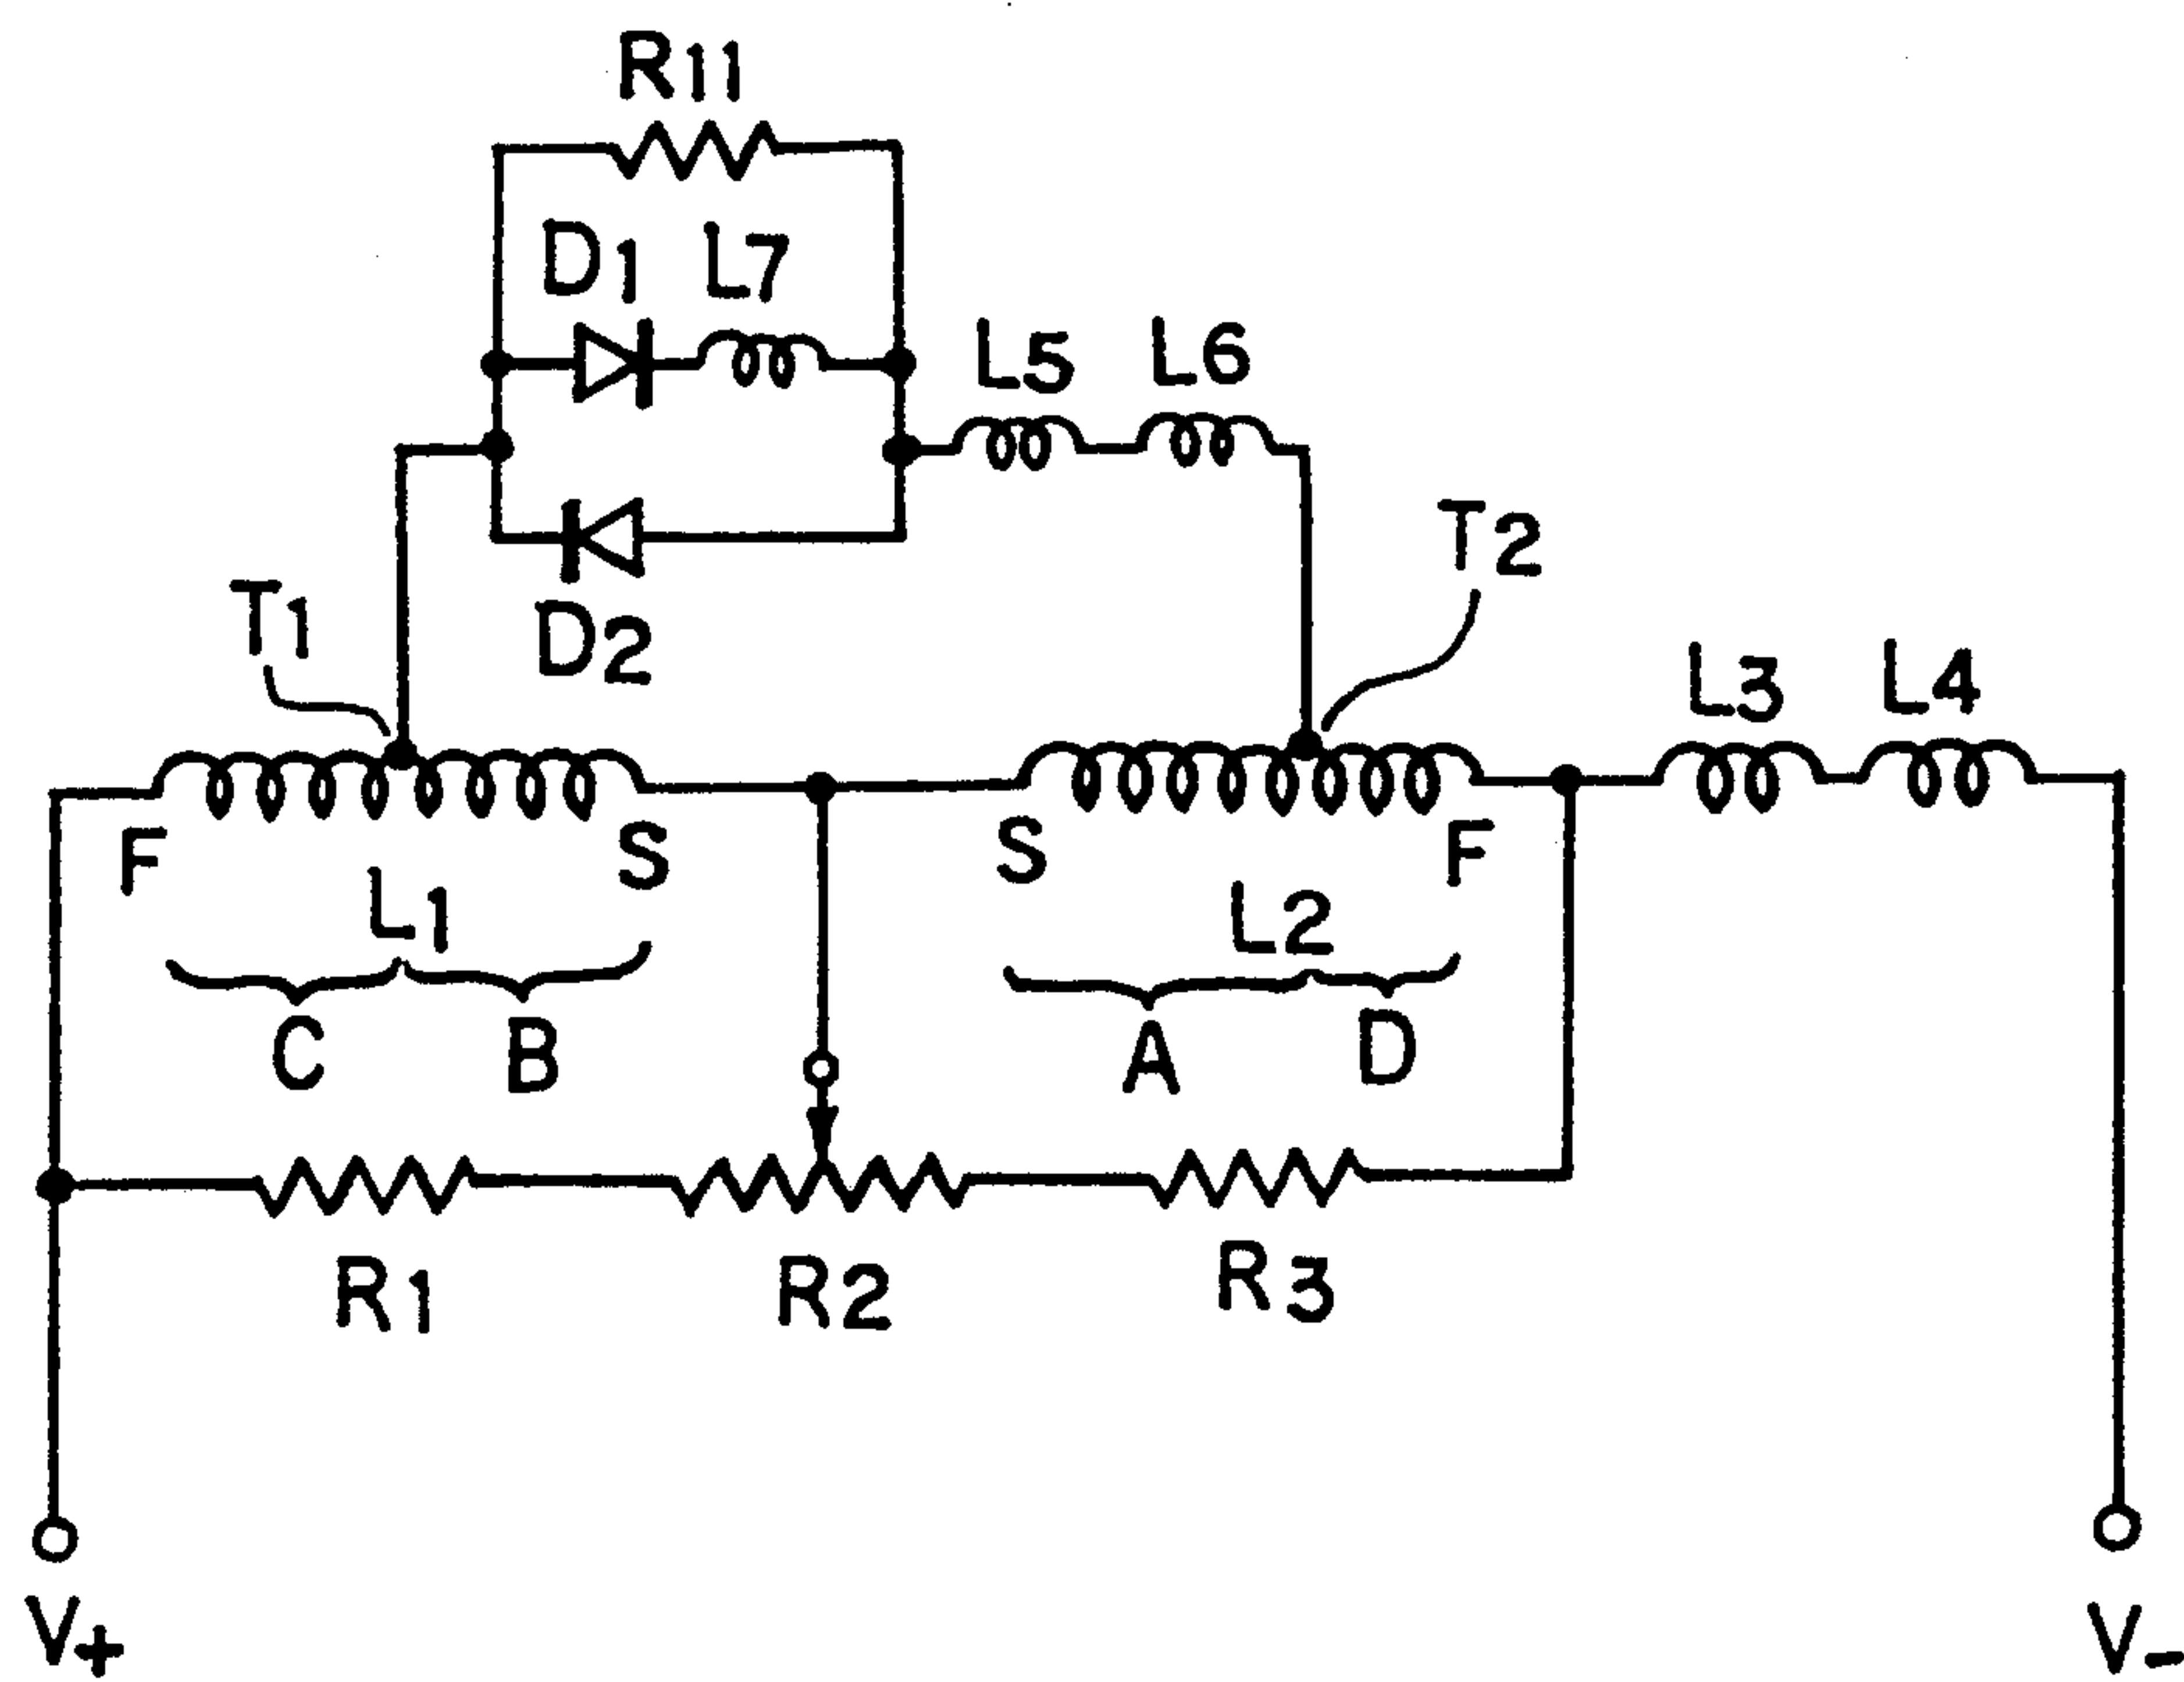 R11
D1 L7
L5 L6
T2
T1
D2
L3 L4
F S S F
L1 L2
C B A D
R1 R2 R3
V+ V-